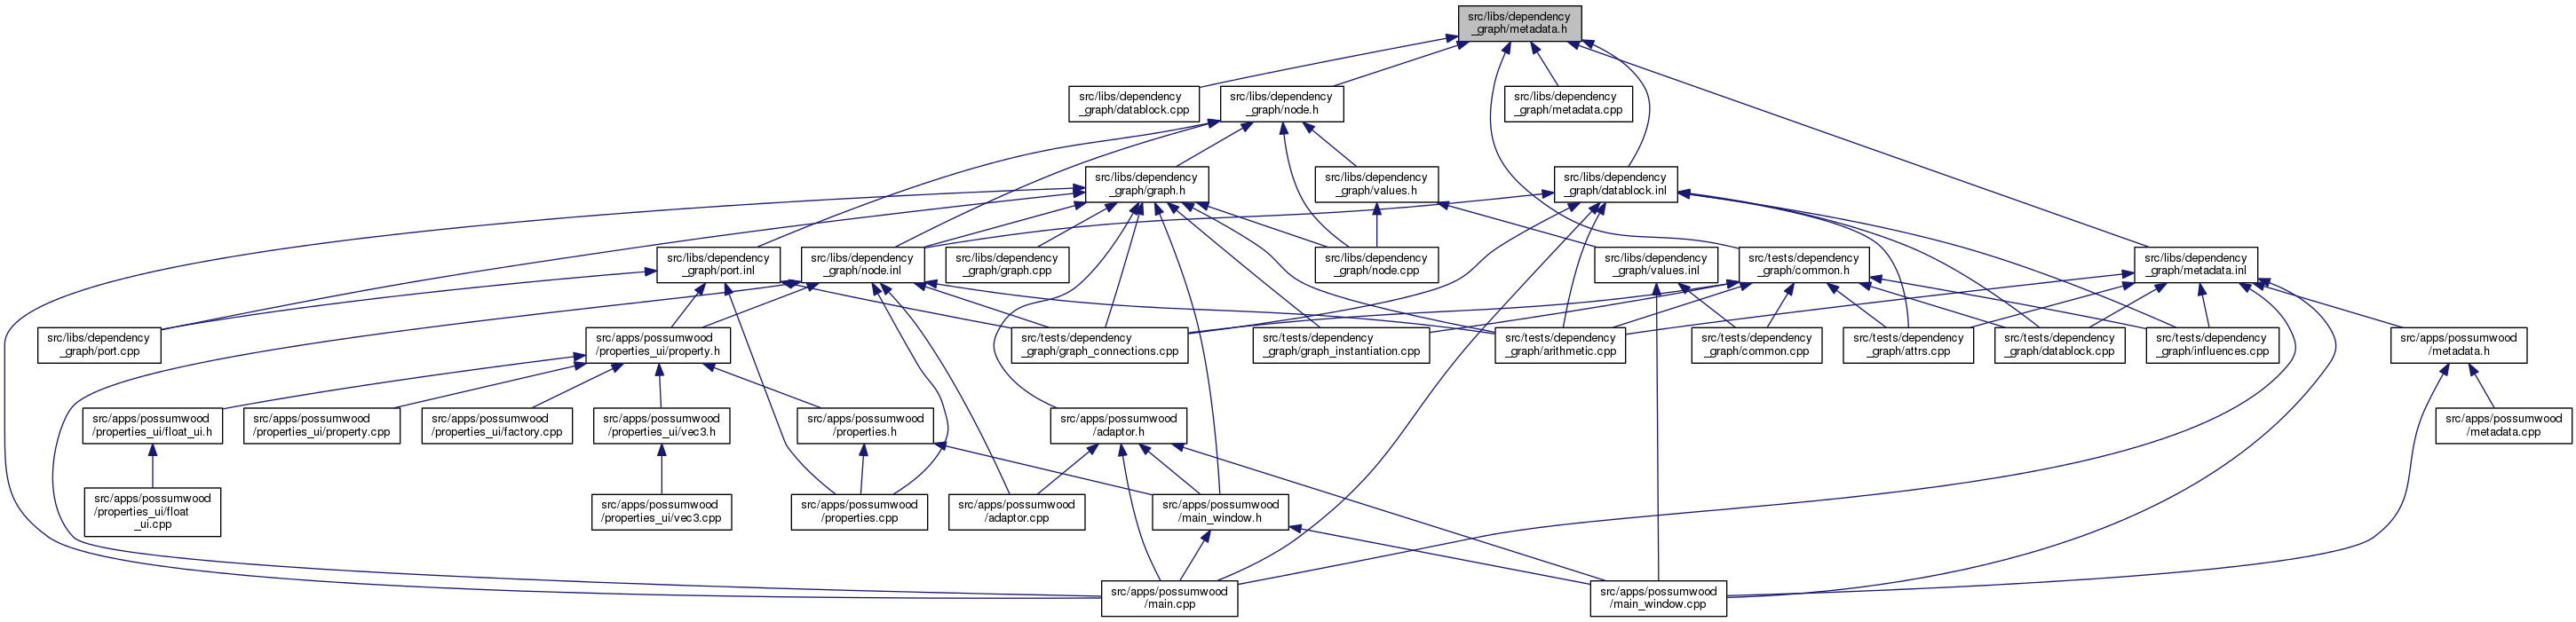 src/libs/dependency
_graph/metadata.h
src/libs/dependency
_graph/datablock.cpp
src/libs/dependency
_graph/node.h
src/libs/dependency
_graph/metadata.cpp
src/libs/dependency
_graph/graph.h
src/libs/dependency
_graph/values.h
src/libs/dependency
_graph/datablock.inl
src/libs/dependency
_graph/port.inl
src/libs/dependency
_graph/node.inl
src/libs/dependency
_graph/graph.cpp
src/libs/dependency
_graph/node.cpp
src/libs/dependency
_graph/values.inl
src/tests/dependency
_graph/common.h
src/libs/dependency
_graph/metadata.inl
src/libs/dependency
_graph/port.cpp
src/apps/possumwood
/properties_ui/property.h
src/tests/dependency
_graph/graph_connections.cpp
src/tests/dependency
_graph/graph_instantiation.cpp
src/tests/dependency
_graph/arithmetic.cpp
src/tests/dependency
_graph/common.cpp
src/tests/dependency
_graph/attrs.cpp
src/tests/dependency
_graph/datablock.cpp
src/tests/dependency
_graph/influences.cpp
src/apps/possumwood
/metadata.h
src/apps/possumwood
/properties_ui/float_ui.h
src/apps/possumwood
/properties_ui/property.cpp
src/apps/possumwood
/properties_ui/factory.cpp
src/apps/possumwood
/properties_ui/vec3.h
src/apps/possumwood
/properties.h
src/apps/possumwood
/adaptor.h
src/apps/possumwood
/metadata.cpp
src/apps/possumwood
/properties_ui/float
_ui.cpp
src/apps/possumwood
/properties_ui/vec3.cpp
src/apps/possumwood
/properties.cpp
src/apps/possumwood
/adaptor.cpp
src/apps/possumwood
/main_window.h
src/apps/possumwood
/main.cpp
src/apps/possumwood
/main_window.cpp